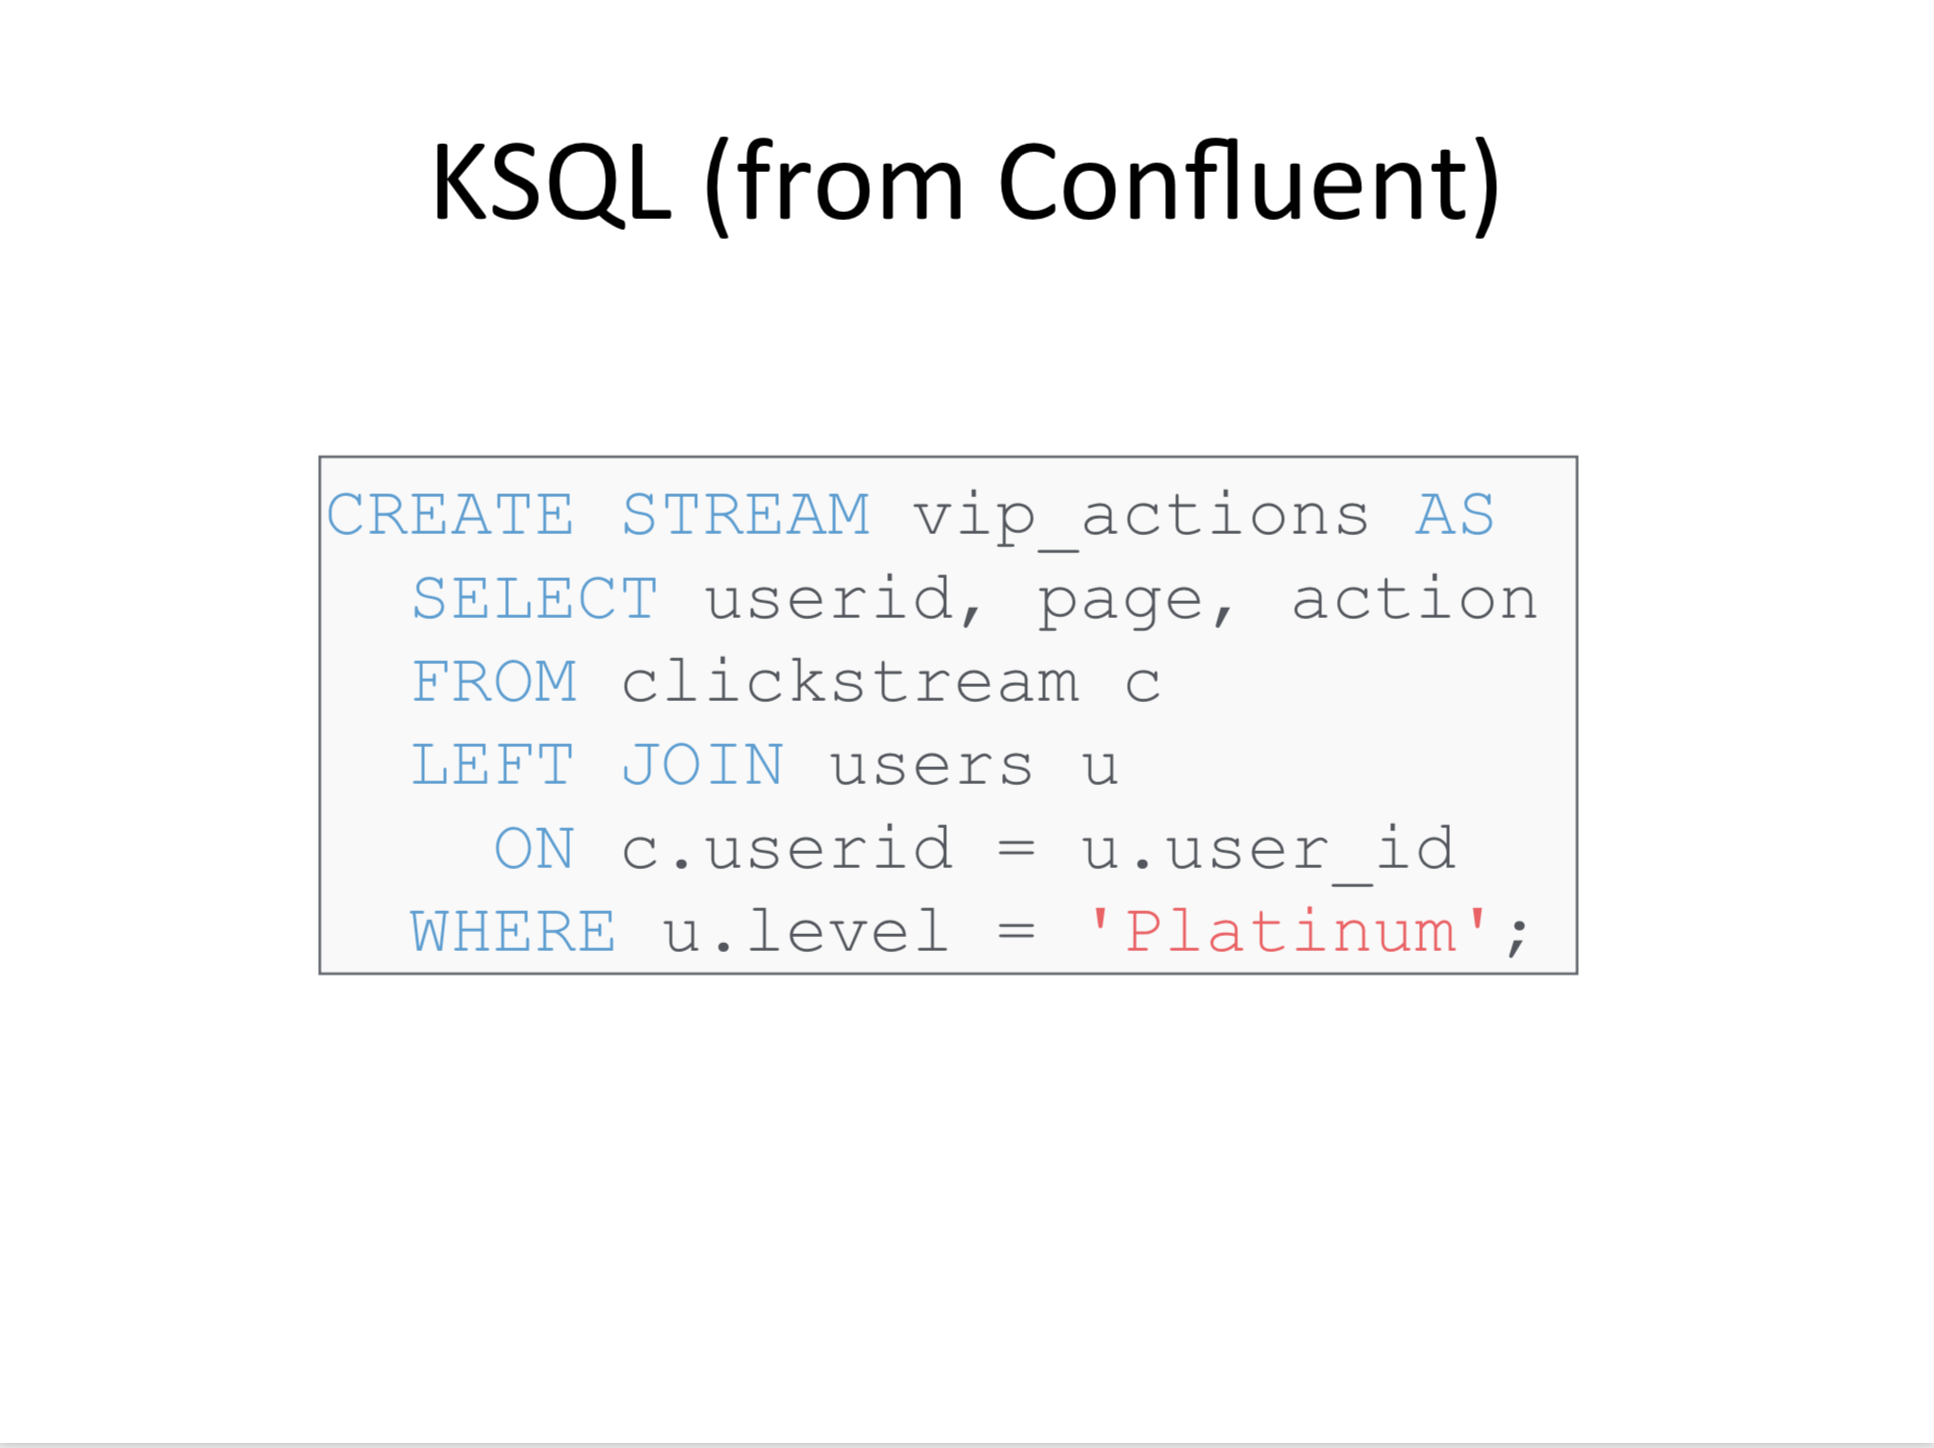 KSQL (from Confluent)
CREATE STREAM vip_actions AS
SELECT userid, page, action
FROM clickstream c
LEFT JOIN users u
ON c.userid = u.user_id
WHERE u.level = 'Platinum';